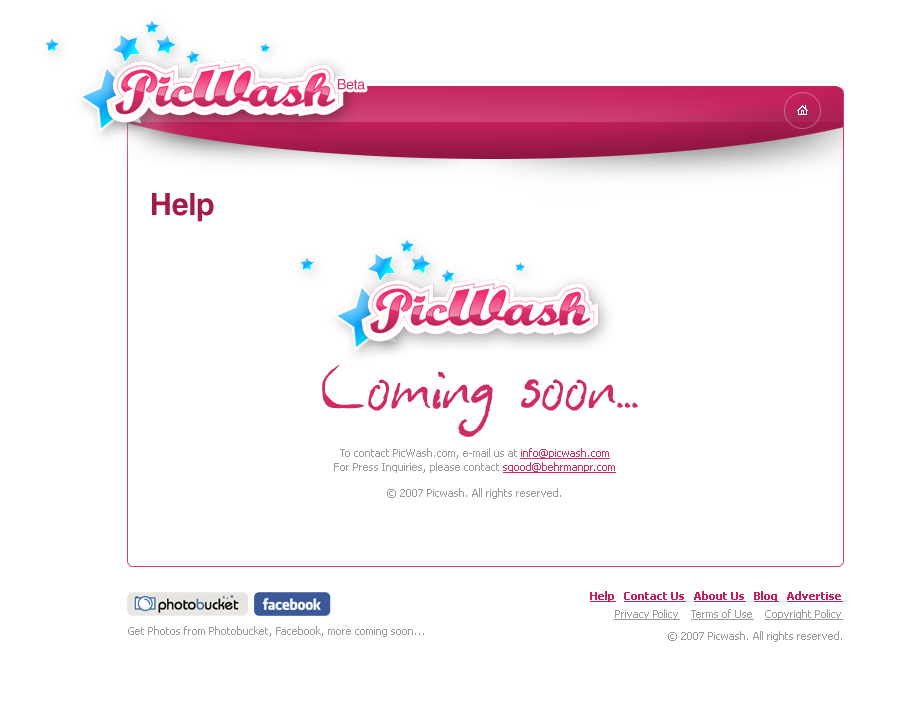 PicWash Beta
Help
PicWash
Coming soon...
To contact PicWash.com, e-mail us at info@picwash.com
For Press Inquiries, please contact sgood@behrmanpr.com
© 2007 Picwash. All rights reserved.
photobucket facebook
Help Contact Us About Us Blog Advertise
Privacy Policy Terms of Use Copyright Policy
Get Photos from Photobucket, Facebook, more coming soon...
© 2007 Picwash. All rights reserved.